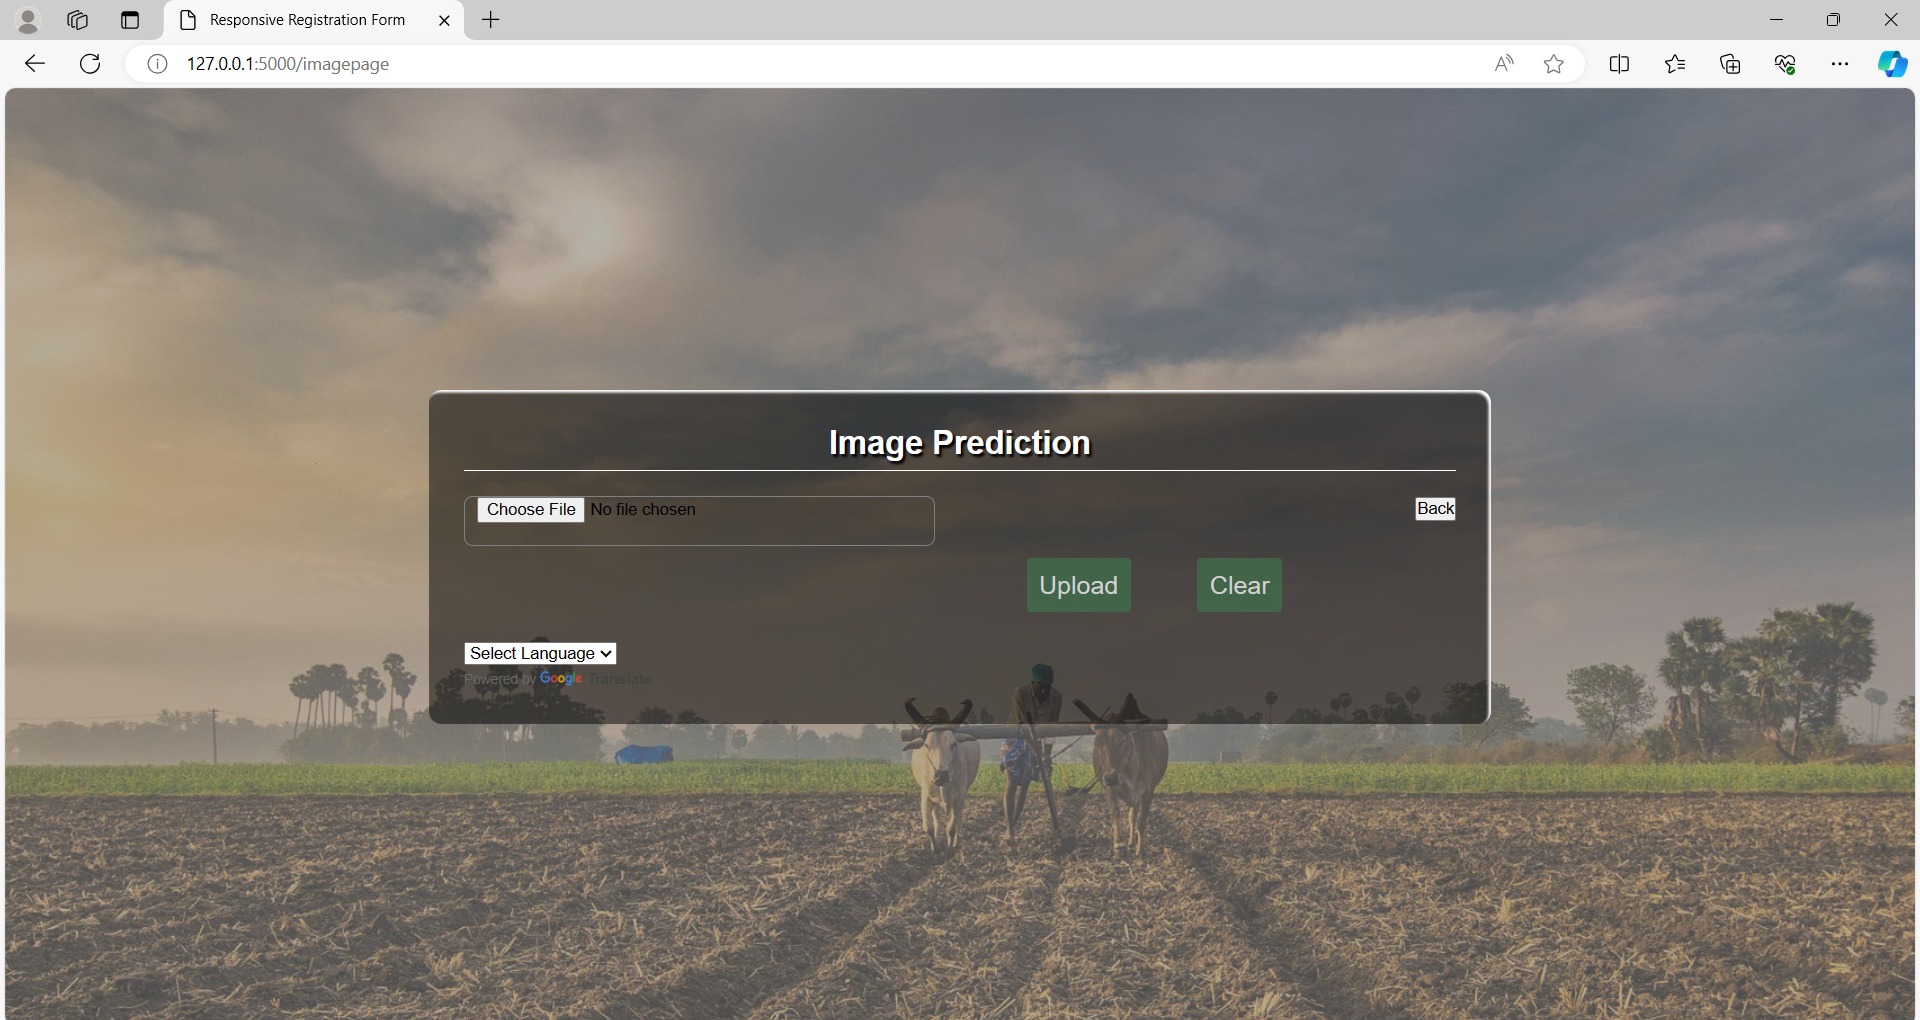 Responsive Registration Form
127.0.0.1:5000/imagepage
Image Prediction
Choose File No file chosen
Back
Upload Clear
Select Language
Powered by Google Translate